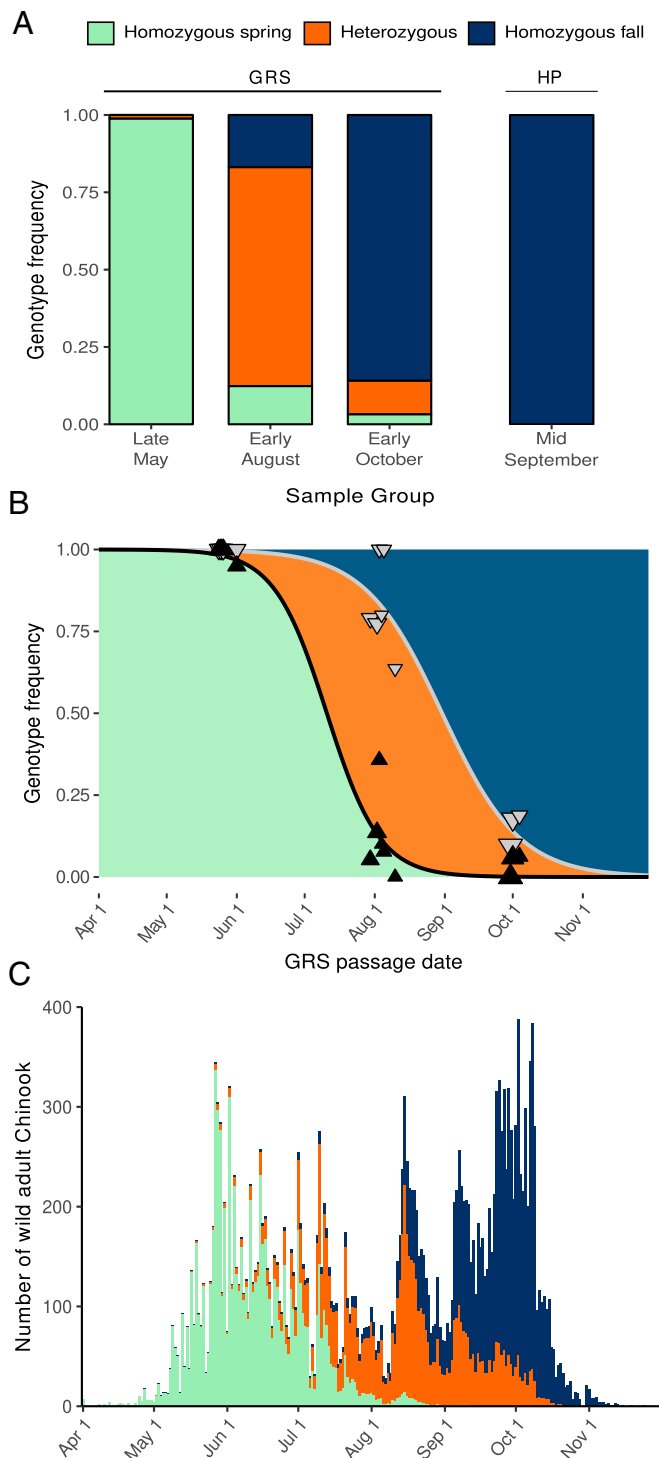 A
Homozygous spring Heterozygous Homozygous fall
GRS HP
1.00
0.75
0.50
0.25
0.00
Genotype frequency
Late May
Early August
Early October
Mid September
Sample Group
B
1.00
0.75
0.50
0.25
0.00
Genotype frequency
Apr 1 May 1 Jun 1 Jul 1 Aug 1 Sep 1 Oct 1 Nov 1
GRS passage date
C
400
300
200
100
0
Number of wild adult Chinook
Apr 1 May 1 Jun 1 Jul 1 Aug 1 Sep 1 Oct 1 Nov 1